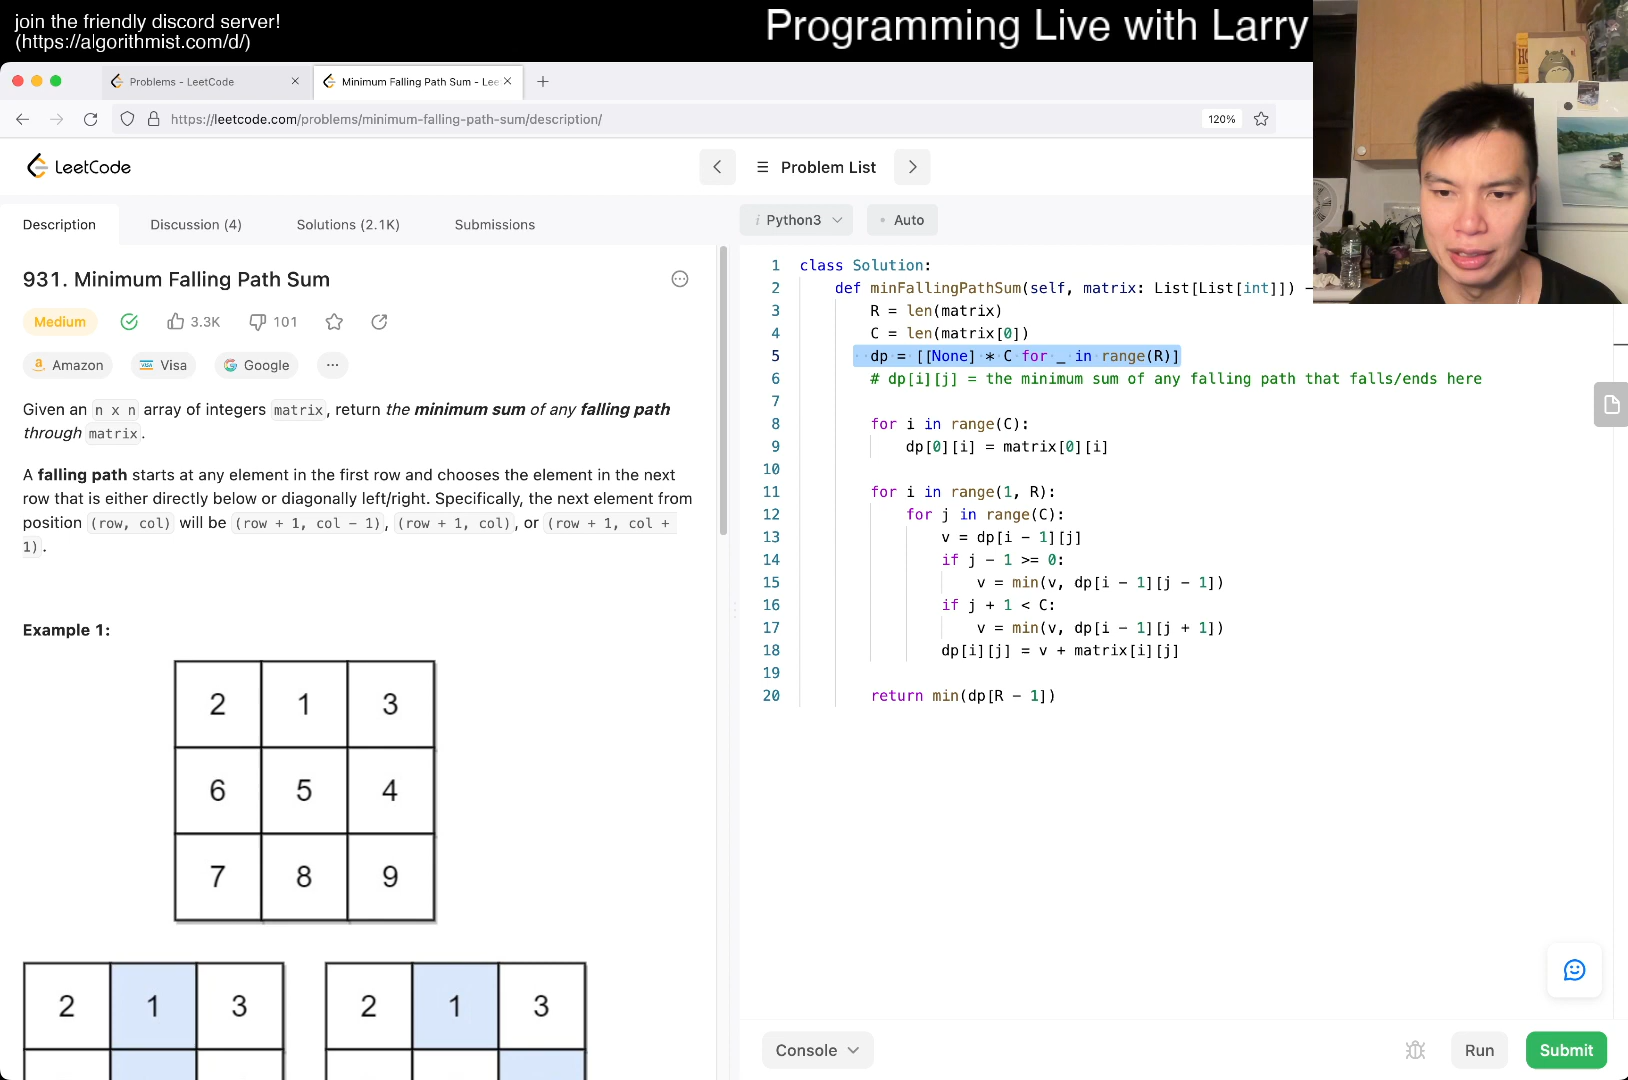 join the friendly discord server!
(https://algorithmist.com/d/)
Programming Live with Larry
Problems - LeetCode
Minimum Falling Path Sum - Lee
https://leetcode.com/problems/minimum-falling-path-sum/description/
120%
LeetCode
Problem List
Description
Discussion (4)
Solutions (2.1K)
Submissions
i Python3
Auto
931. Minimum Falling Path Sum
Medium
3.3K
101
Amazon
VISA Visa
Google
Given an n x n array of integers matrix, return the minimum sum of any falling path
through matrix.
A falling path starts at any element in the first row and chooses the element in the next
row that is either directly below or diagonally left/right. Specifically, the next element from
position (row, col) will be (row + 1, col - 1), (row + 1, col), or (row + 1, col +
1).
Example 1:
2 1 3
6 5 4
7 8 9
2 1 3 2 1 3
1 class Solution:
2 def minFallingPathSum(self, matrix: List[List[int]]) -
3 R = len(matrix)
4 C = len(matrix[0])
5 dp = [[None] * C for _ in range(R)]
6 # dp[i][j] = the minimum sum of any falling path that falls/ends here
7
8 for i in range(C):
9 dp[0][i] = matrix[0][i]
10
11 for i in range(1, R):
12 for j in range(C):
13 v = dp[i - 1][j]
14 if j - 1 >= 0:
15 v = min(v, dp[i - 1][j - 1])
16 if j + 1 < C:
17 v = min(v, dp[i - 1][j + 1])
18 dp[i][j] = v + matrix[i][j]
19
20 return min(dp[R - 1])
Console
Run
Submit